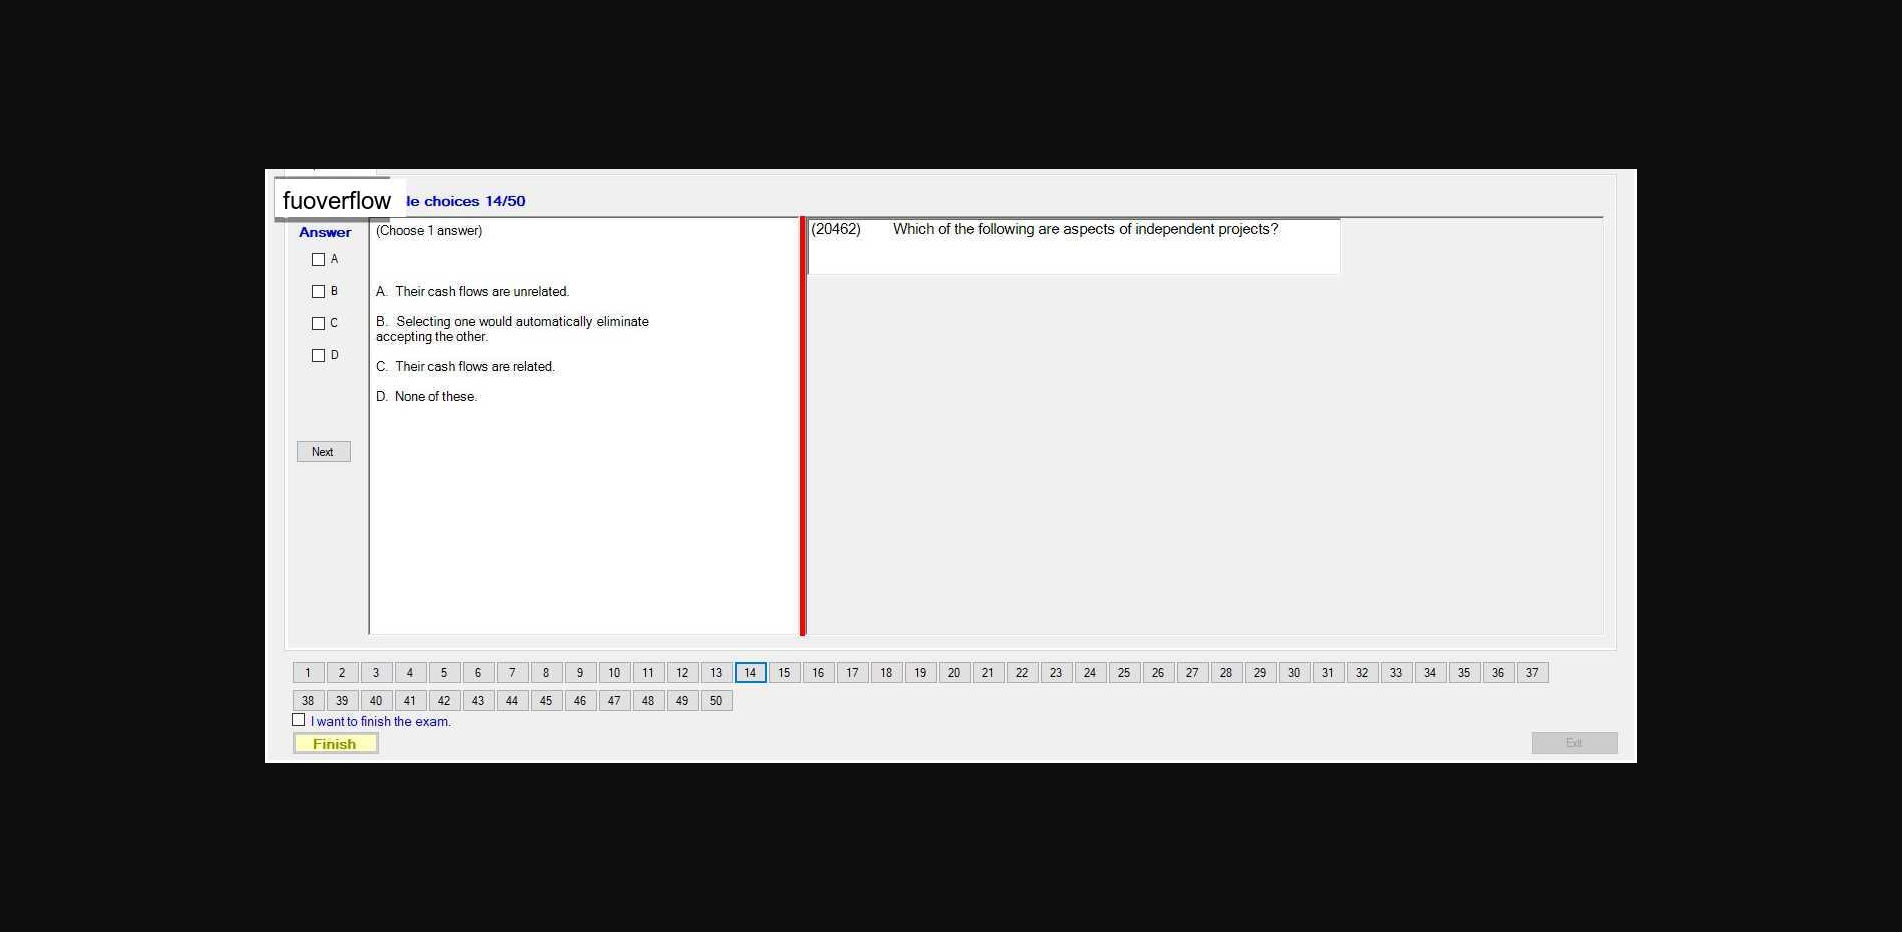 fuoverflow
le choices 14/50
Answer
(Choose 1 answer)
(20462) Which of the following are aspects of independent projects?
A
B
C
D
A. Their cash flows are unrelated.
B. Selecting one would automatically eliminate
accepting the other.
C. Their cash flows are related.
D. None of these.
Next
1 2 3 4 5 6 7 8 9 10 11 12 13 14 15 16 17 18 19 20 21 22 23 24 25 26 27 28 29 30 31 32 33 34 35 36 37
38 39 40 41 42 43 44 45 46 47 48 49 50
I want to finish the exam.
Finish
Exit